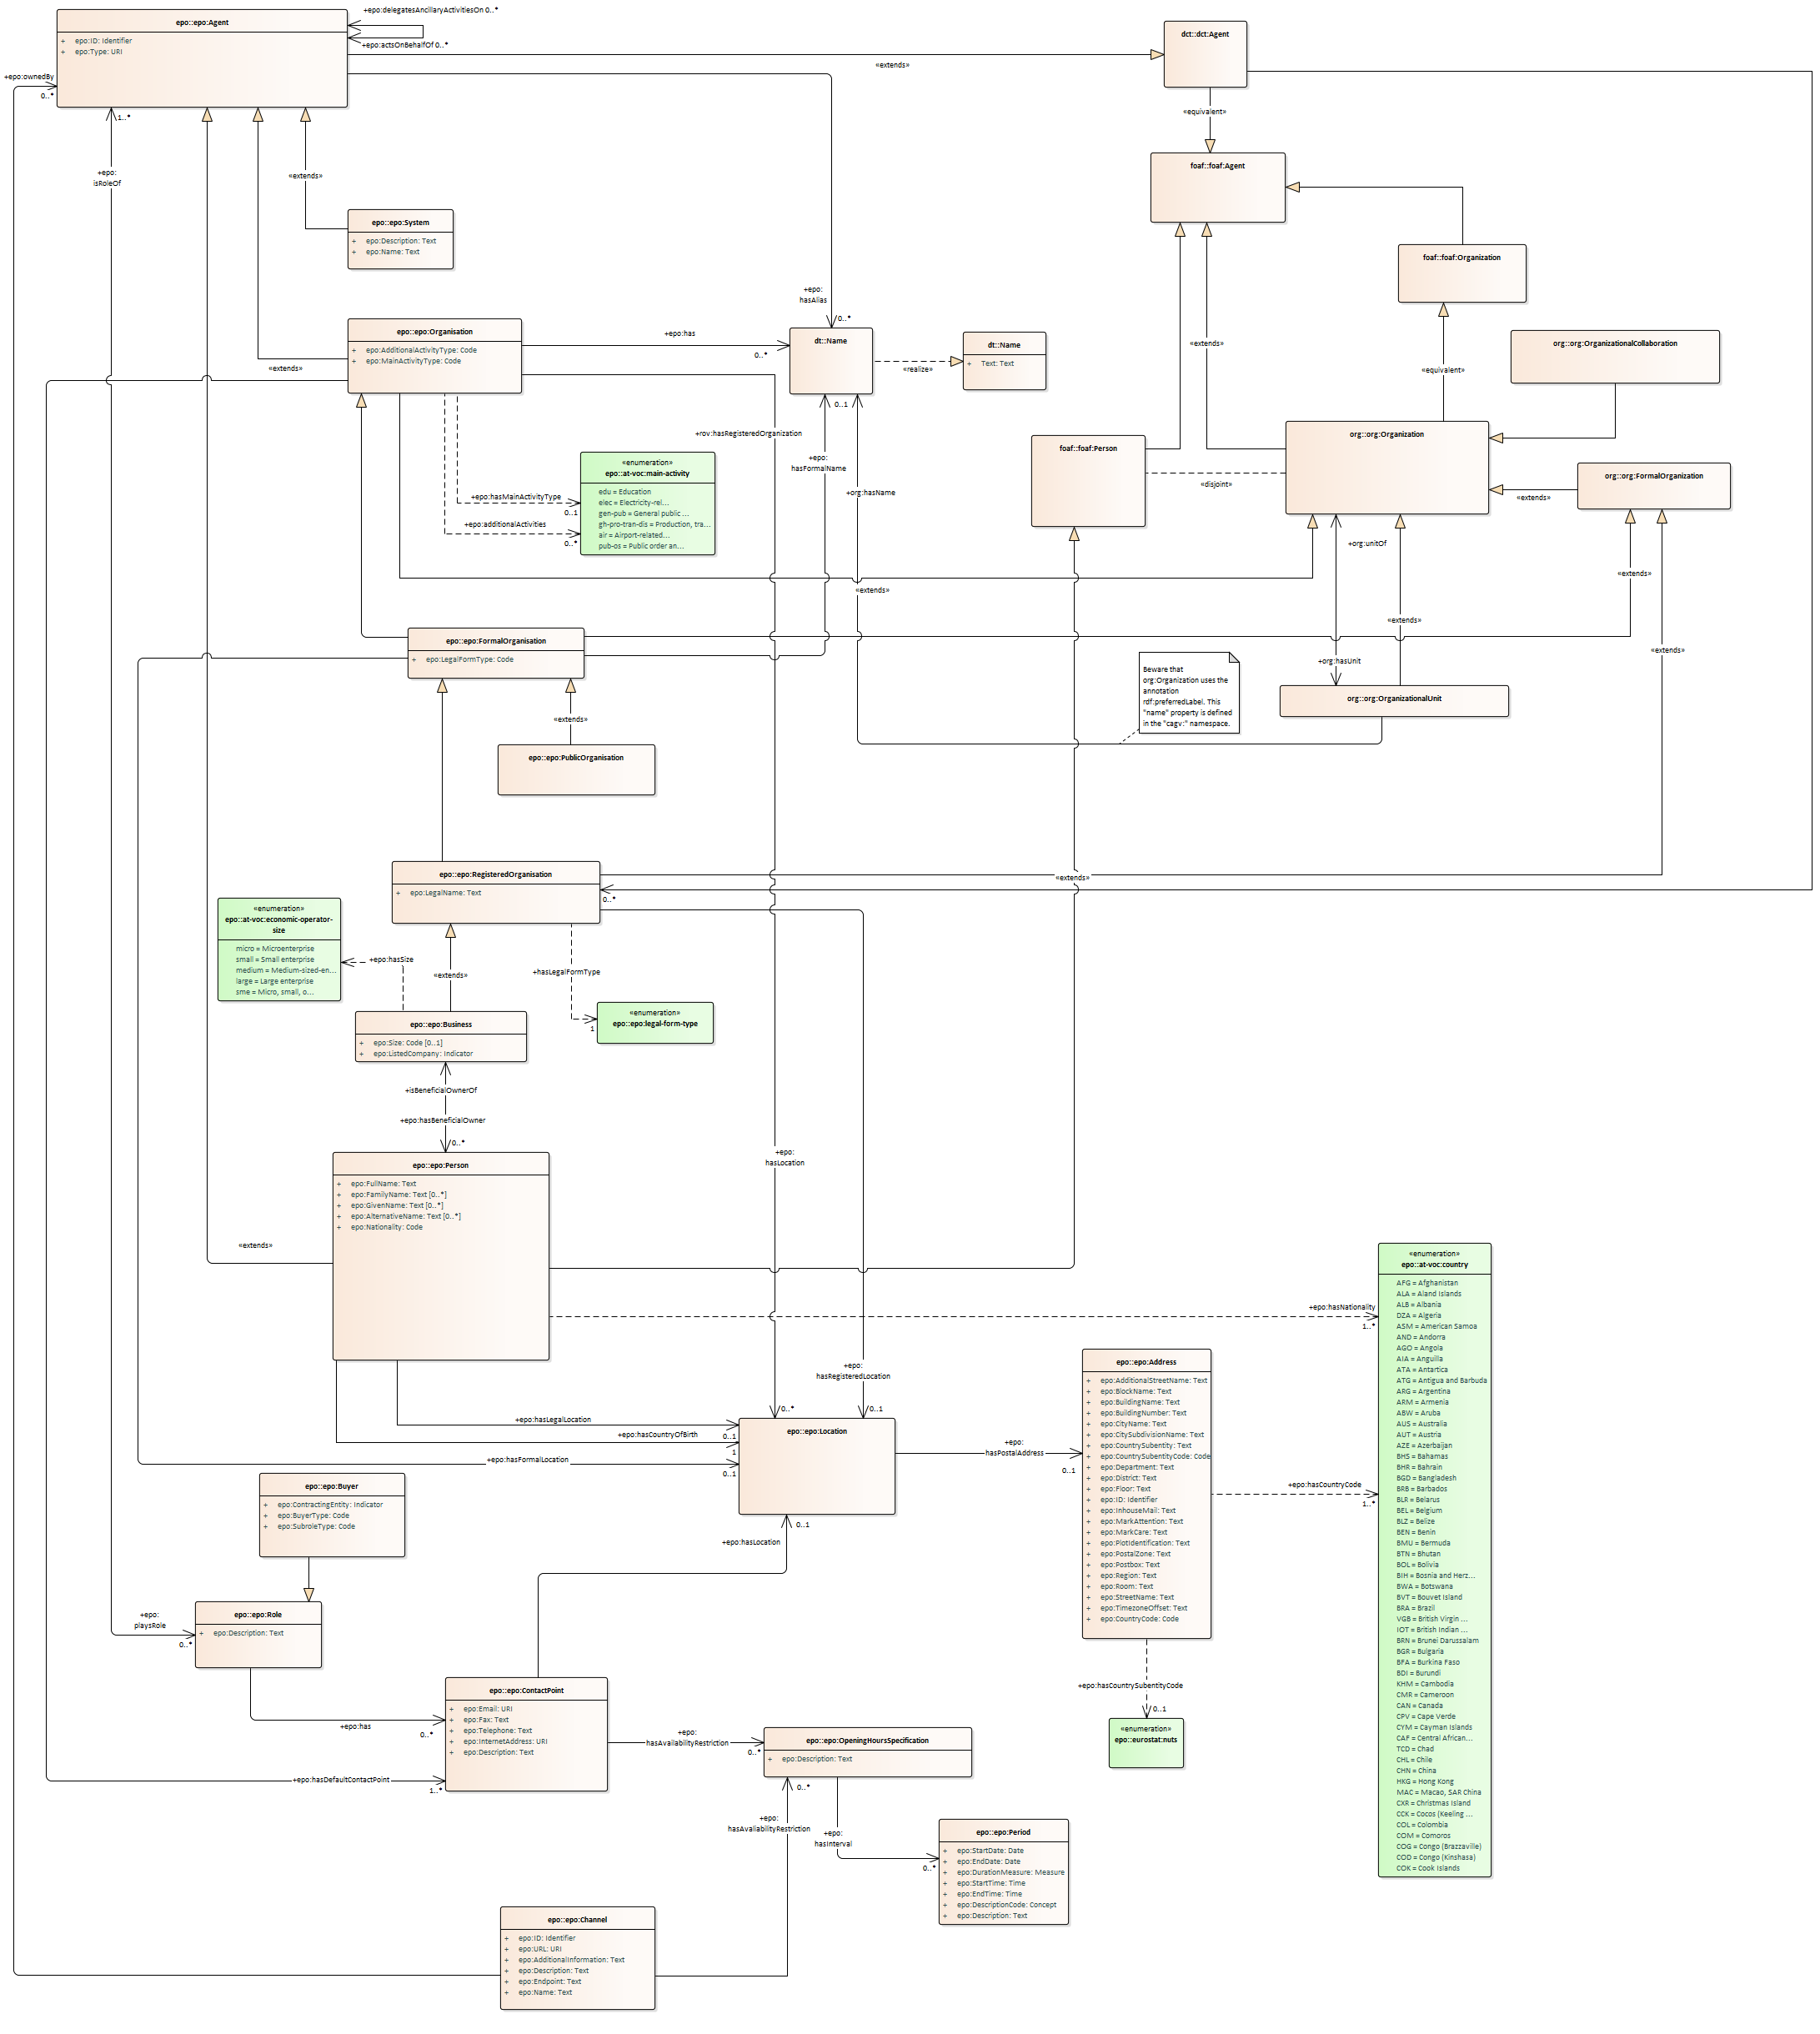 +epo:delegatesAncillaryActivitiesOn 0..*
epo::epo:Agent
+ epo:ID: Identifier
+ epo:Type: URI
+epo:actsOnBehalfOf 0..*
«extends»
dct::dct:Agent
+epo:ownedBy
0..*
1..*
+epo:
isRoleOf
«extends»
«equivalent»
foaf::foaf:Agent
epo::epo:System
+ epo:Description: Text
+ epo:Name: Text
foaf::foaf:Organization
+epo:
hasAlias
0..*
epo::epo:Organisation
+ epo:AdditionalActivityType: Code
+ epo:MainActivityType: Code
«extends»
+epo:has
0..*
dt::Name
«realize»
dt::Name
+ Text: Text
«extends»
org::org:OrganizationalCollaboration
«equivalent»
0..1
+rov:hasRegisteredOrganization
+epo:
hasFormalName
+org:hasName
foaf::foaf:Person
«disjoint»
org::org:Organization
org::org:FormalOrganization
«extends»
«enumeration»
epo::at-voc:main-activity
edu = Education
elec = Electricity-rel...
gen-pub = General public ...
gh-pro-tran-dis = Production, tra...
air = Airport-related...
pub-os = Public order an...
+epo:hasMainActivityType
0..1
+epo:additionalActivities
0..*
+org:unitOf
«extends»
«extends»
«extends»
«extends»
+org:hasUnit
epo::epo:FormalOrganisation
+ epo:LegalFormType: Code
Beware that
org:Organization uses the
annotation
rdf:preferredLabel. This
"name" property is defined
in the "cagv:" namespace.
org::org:OrganizationalUnit
«extends»
epo::epo:PublicOrganisation
epo::epo:RegisteredOrganisation
+ epo:LegalName: Text
0..*
«extends»
«enumeration»
epo::at-voc:economic-operator-
size
micro = Microenterprise
small = Small enterprise
medium = Medium-sized-en...
large = Large enterprise
sme = Micro, small, o...
+epo:hasSize
«extends»
+hasLegalFormType
1
«enumeration»
epo::epo:legal-form-type
epo::epo:Business
+ epo:Size: Code [0..1]
+ epo:ListedCompany: Indicator
+isBeneficialOwnerOf
+epo:hasBeneficialOwner
0..*
epo::epo:Person
+ epo:FullName: Text
+ epo:FamilyName: Text [0..*]
+ epo:GivenName: Text [0..*]
+ epo:AlternativeName: Text [0..*]
+ epo:Nationality: Code
+epo:
hasLocation
«extends»
+epo:hasNationality
1..*
+epo:
hasRegisteredLocation
0..*
0..1
+epo:hasLegalLocation
0..1
+epo:hasCountryOfBirth
1
+epo:hasFormalLocation
0..1
epo::epo:Location
+epo:
hasPostalAddress
0..1
epo::epo:Address
+ epo:AdditionalStreetName: Text
+ epo:BlockName: Text
+ epo:BuildingName: Text
+ epo:BuildingNumber: Text
+ epo:CityName: Text
+ epo:CitySubdivisionName: Text
+ epo:CountrySubentity: Text
+ epo:CountrySubentityCode: Code
+ epo:Department: Text
+ epo:District: Text
+ epo:Floor: Text
+ epo:ID: Identifier
+ epo:InhouseMail: Text
+ epo:MarkAttention: Text
+ epo:MarkCare: Text
+ epo:PlotIdentification: Text
+ epo:PostalZone: Text
+ epo:Postbox: Text
+ epo:Region: Text
+ epo:Room: Text
+ epo:StreetName: Text
+ epo:TimezoneOffset: Text
+ epo:CountryCode: Code
+epo:hasCountryCode
1..*
«enumeration»
epo::at-voc:country
AFG = Afghanistan
ALA = Aland Islands
ALB = Albania
DZA = Algeria
ASM = American Samoa
AND = Andorra
AGO = Angola
AIA = Anguilla
ATA = Antartica
ATG = Antigua and Barbuda
ARG = Argentina
ARM = Armenia
ABW = Aruba
AUS = Australia
AUT = Austria
AZE = Azerbaijan
BHS = Bahamas
BHR = Bahrain
BGD = Bangladesh
BRB = Barbados
BLR = Belarus
BEL = Belgium
BLZ = Belize
BEN = Benin
BMU = Bermuda
BTN = Bhutan
BOL = Bolivia
BIH = Bosnia and Herz...
BWA = Botswana
BVT = Bouvet Island
BRA = Brazil
VGB = British Virgin ...
IOT = British Indian ...
BRN = Brunei Darussalam
BGR = Bulgaria
BFA = Burkina Faso
BDI = Burundi
KHM = Cambodia
CMR = Cameroon
CAN = Canada
CPV = Cape Verde
CYM = Cayman Islands
CAF = Central African...
TCD = Chad
CHL = Chile
CHN = China
HKG = Hong Kong
MAC = Macao, SAR China
CXR = Christmas Island
CCK = Cocos (Keeling ...
COL = Colombia
COM = Comoros
COG = Congo (Brazzaville)
COD = Congo (Kinshasa)
COK = Cook Islands
epo::epo:Buyer
+ epo:ContractingEntity: Indicator
+ epo:BuyerType: Code
+ epo:SubroleType: Code
0..1
+epo:hasLocation
+epo:
playsRole
0..*
epo::epo:Role
+ epo:Description: Text
+epo:has
0..*
epo::epo:ContactPoint
+ epo:Email: URI
+ epo:Fax: Text
+ epo:Telephone: Text
+ epo:InternetAddress: URI
+ epo:Description: Text
+epo:hasDefaultContactPoint
1..*
+epo:
hasAvailabilityRestriction
0..*
epo::epo:OpeningHoursSpecification
+ epo:Description: Text
+epo:hasCountrySubentityCode
0..1
«enumeration»
epo::eurostat:nuts
0..*
+epo:
hasAvailabilityRestriction
+epo:
hasInterval
0..*
epo::epo:Period
+ epo:StartDate: Date
+ epo:EndDate: Date
+ epo:DurationMeasure: Measure
+ epo:StartTime: Time
+ epo:EndTime: Time
+ epo:DescriptionCode: Concept
+ epo:Description: Text
epo::epo:Channel
+ epo:ID: Identifier
+ epo:URL: URI
+ epo:AdditionalInformation: Text
+ epo:Description: Text
+ epo:Endpoint: Text
+ epo:Name: Text